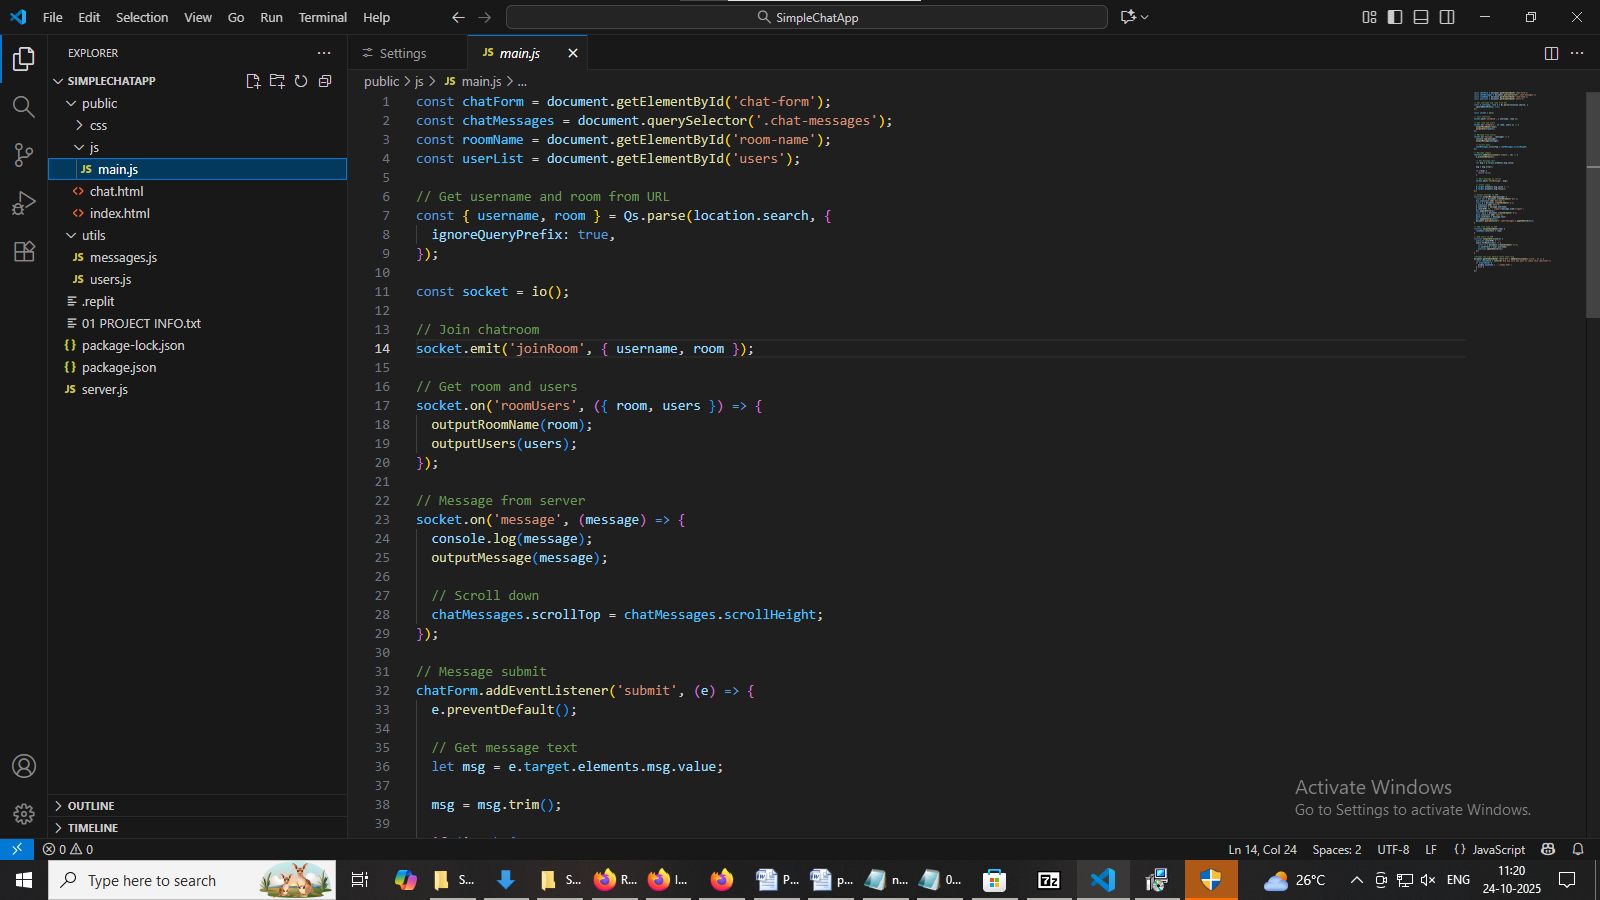 File Edit Selection View Go Run Terminal Help
SimpleChatApp
EXPLORER
SIMPLECHATAPP
public
css
js
JS main.js
<> chat.html
<> index.html
utils
JS messages.js
JS users.js
.replit
01 PROJECT INFO.txt
{} package-lock.json
{} package.json
JS server.js
OUTLINE
TIMELINE
Settings
JS main.js
public > js > JS main.js > ...
1 const chatForm = document.getElementById('chat-form');
2 const chatMessages = document.querySelector('.chat-messages');
3 const roomName = document.getElementById('room-name');
4 const userList = document.getElementById('users');
5
6 // Get username and room from URL
7 const { username, room } = Qs.parse(location.search, {
8 ignoreQueryPrefix: true,
9 });
10
11 const socket = io();
12
13 // Join chatroom
14 socket.emit('joinRoom', { username, room });
15
16 // Get room and users
17 socket.on('roomUsers', ({ room, users }) => {
18 outputRoomName(room);
19 outputUsers(users);
20 });
21
22 // Message from server
23 socket.on('message', (message) => {
24 console.log(message);
25 outputMessage(message);
26
27 // Scroll down
28 chatMessages.scrollTop = chatMessages.scrollHeight;
29 });
30
31 // Message submit
32 chatForm.addEventListener('submit', (e) => {
33 e.preventDefault();
34
35 // Get message text
36 let msg = e.target.elements.msg.value;
37
38 msg = msg.trim();
39
Activate Windows
Go to Settings to activate Windows.
0 0
Ln 14, Col 24 Spaces: 2 UTF-8 LF {} JavaScript
Type here to search
S... S... R... I... P... p... n... 0...
7z
26°C
ENG
11:20
24-10-2025